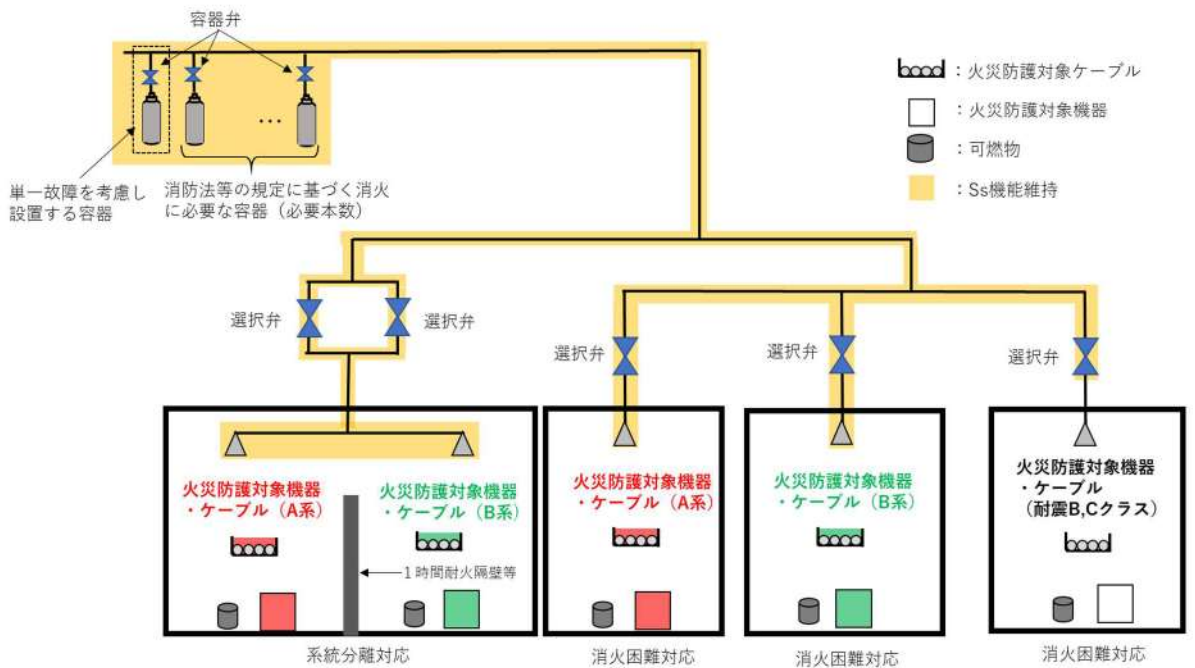 容器弁
…
単一故障を考慮し
設置する容器
消防法等の規定に基づく消火
に必要な容器（必要本数）
：火災防護対象ケーブル
：火災防護対象機器
：可燃物
：Ss機能維持
選択弁
選択弁
選択弁
選択弁
選択弁
火災防護対象機器
・ケーブル（A系）
火災防護対象機器
・ケーブル（B系）
1時間耐火隔壁等
系統分離対応
火災防護対象機器
・ケーブル（A系）
消火困難対応
火災防護対象機器
・ケーブル（B系）
消火困難対応
火災防護対象機器
・ケーブル
（耐震B,Cクラス）
消火困難対応